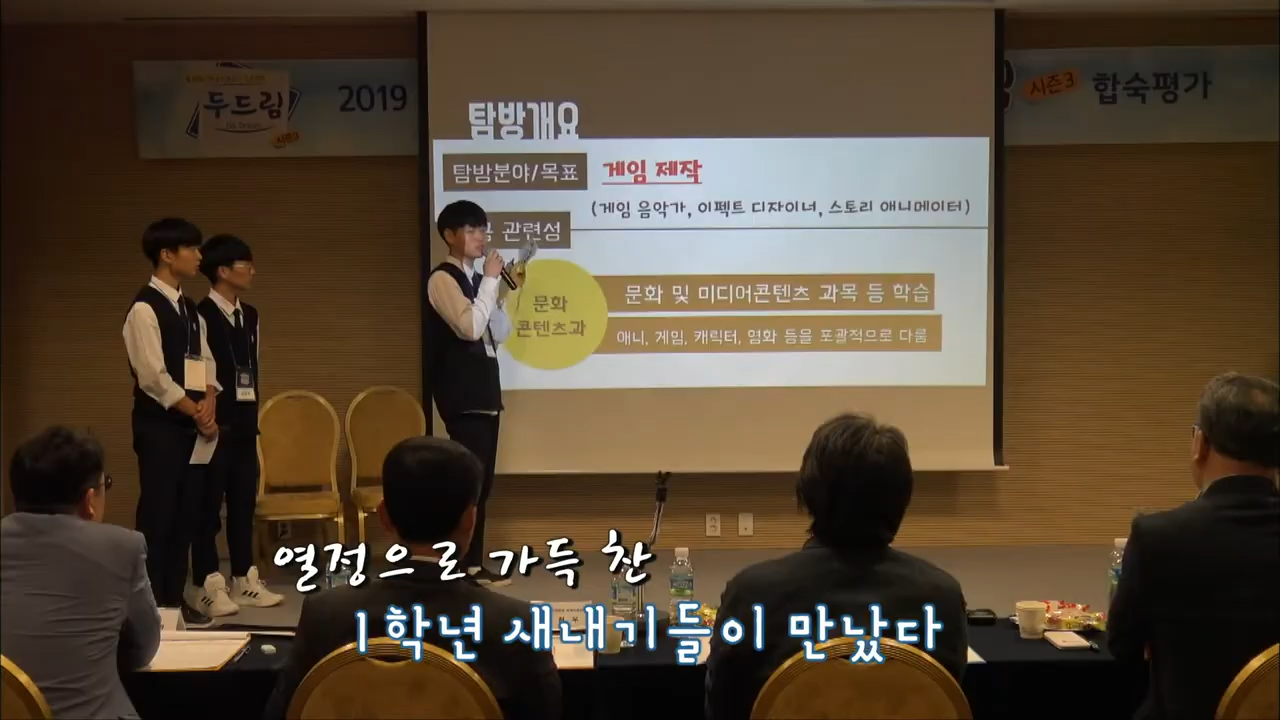 두드림
시즌3
2019
시즌3 합숙평가
탐방개요
탐방분야/목표
게임 제작
(게임 음악가, 이펙트 디자이너, 스토리 애니메이터)
관련성
문화
콘텐츠과
문화 및 미디어콘텐츠 과목 등 학습
애니, 게임, 캐릭터, 영화 등을 포괄적으로 다룸
열정으로 가득 찬
1학년 새내기들이 만났다